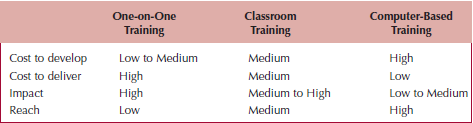 One-on-One Classroom Computer-Based
Training Training Training
Cost to develop Low to Medium Medium High
Cost to deliver High Medium Low
Impact High Medium to High Low to Medium
Reach Low Medium High